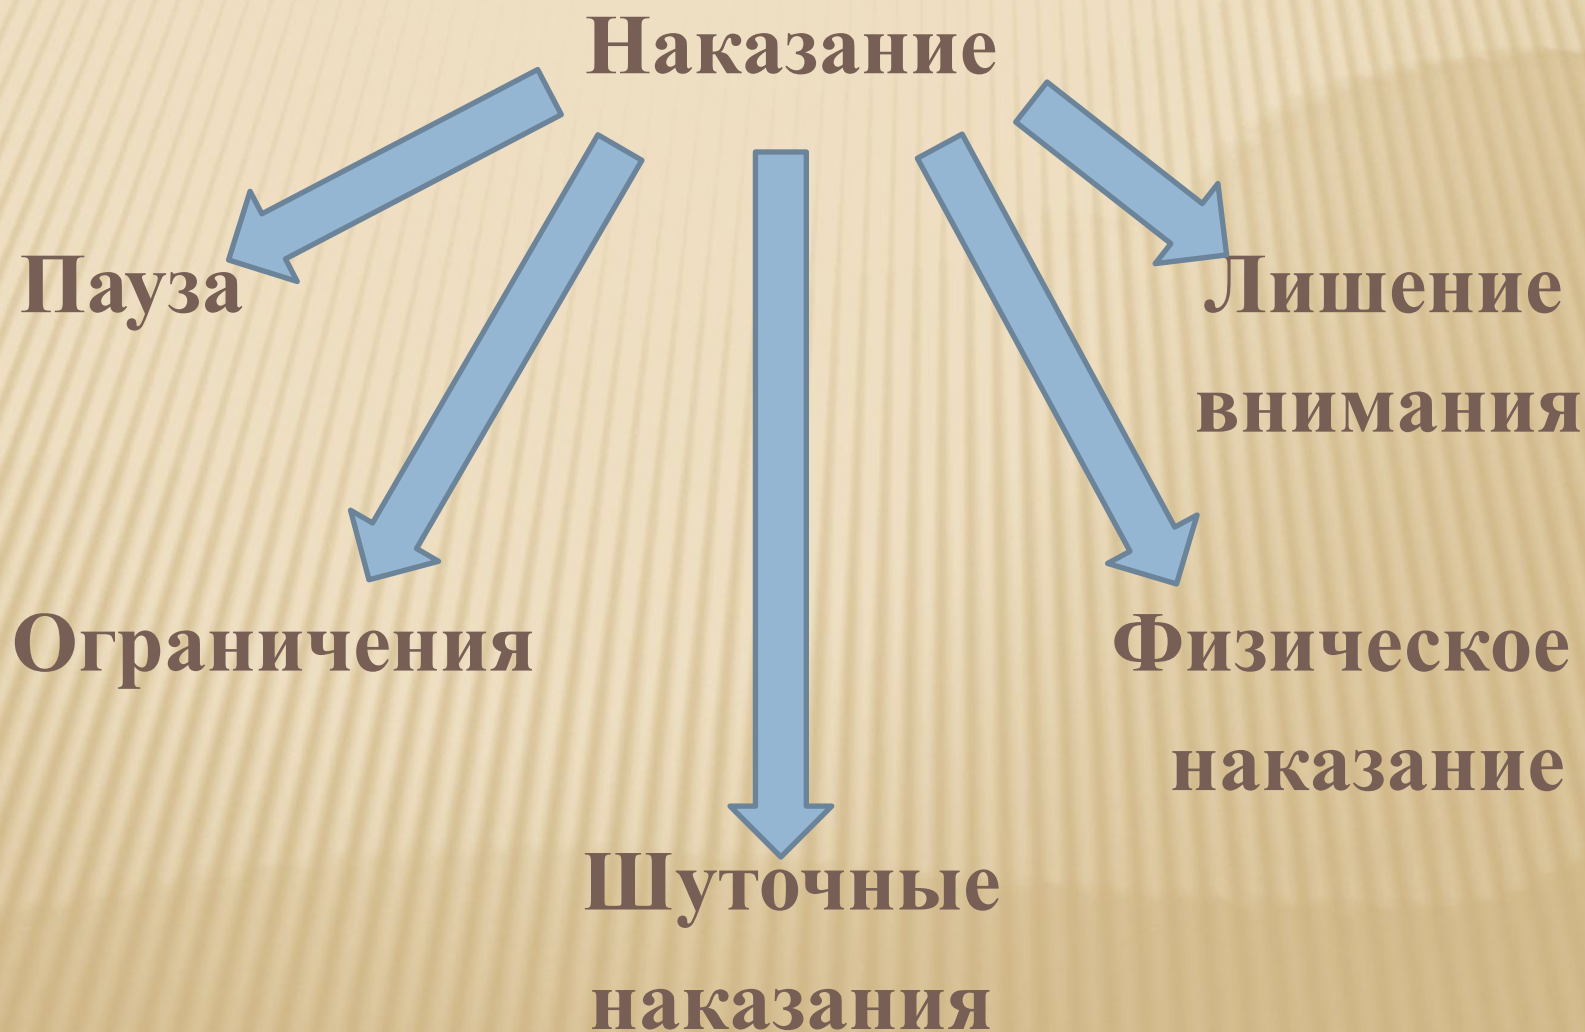 Наказание
Пауза
Лишение
внимания
Ограничения
Физическое
наказание
Шуточные
наказания